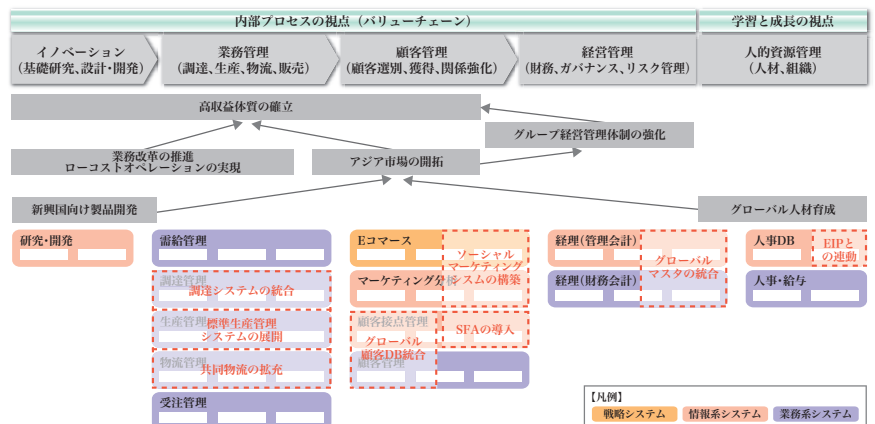 内部プロセスの視点（バリューチェーン）
学習と成長の視点
イノベーション
（基礎研究、設計・開発）
業務管理
（調達、生産、物流、販売）
顧客管理
（顧客選別、獲得、関係強化）
経営管理
（財務、ガバナンス、リスク管理）
人的資源管理
（人材、組織）
高収益体質の確立
グループ経営管理体制の強化
業務改革の推進
ローコストオペレーションの実現
アジア市場の開拓
新興国向け製品開発
グローバル人材育成
研究・開発
需給管理
調達管理
調達システムの統合
生産管理
標準生産管理
システムの展開
物流管理
共同物流の拡充
受注管理
Eコマース
マーケティング分析
ソーシャル
マーケティング
システムの構築
顧客接点管理
グローバル
顧客DB統合
SFAの導入
顧客管理
経理（管理会計）
経理（財務会計）
グローバル
マスタの統合
人事DB
EIPと
の連動
人事・給与
【凡例】
戦略システム
情報系システム
業務系システム